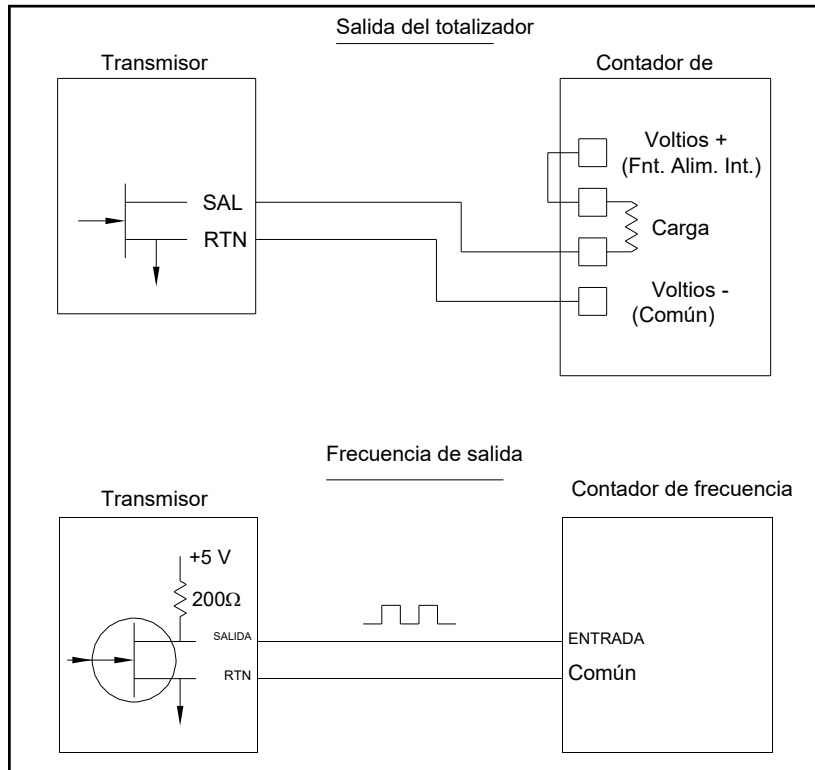 Salida del totalizador
Transmisor
Contador de
Voltios +
(Fnt. Alim. Int.)
SAL
Carga
RTN
Voltios -
(Común)
Frecuencia de salida
Transmisor
Contador de frecuencia
+5 V
200Ω
SALIDA
ENTRADA
RTN
Común